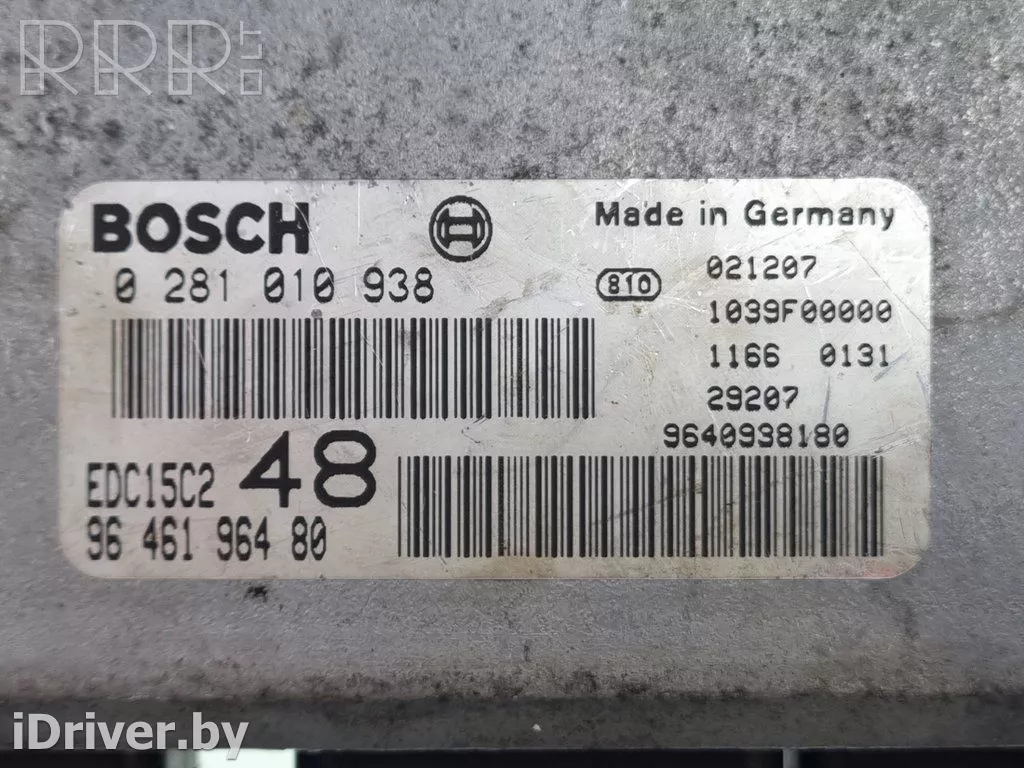 RRR.LT
BOSCH
Made in Germany
0 281 010 938
810
021207
1039F00000
1166 0131
29207
9640938180
EDC15C2
48
96 461 964 80
iDriver.by